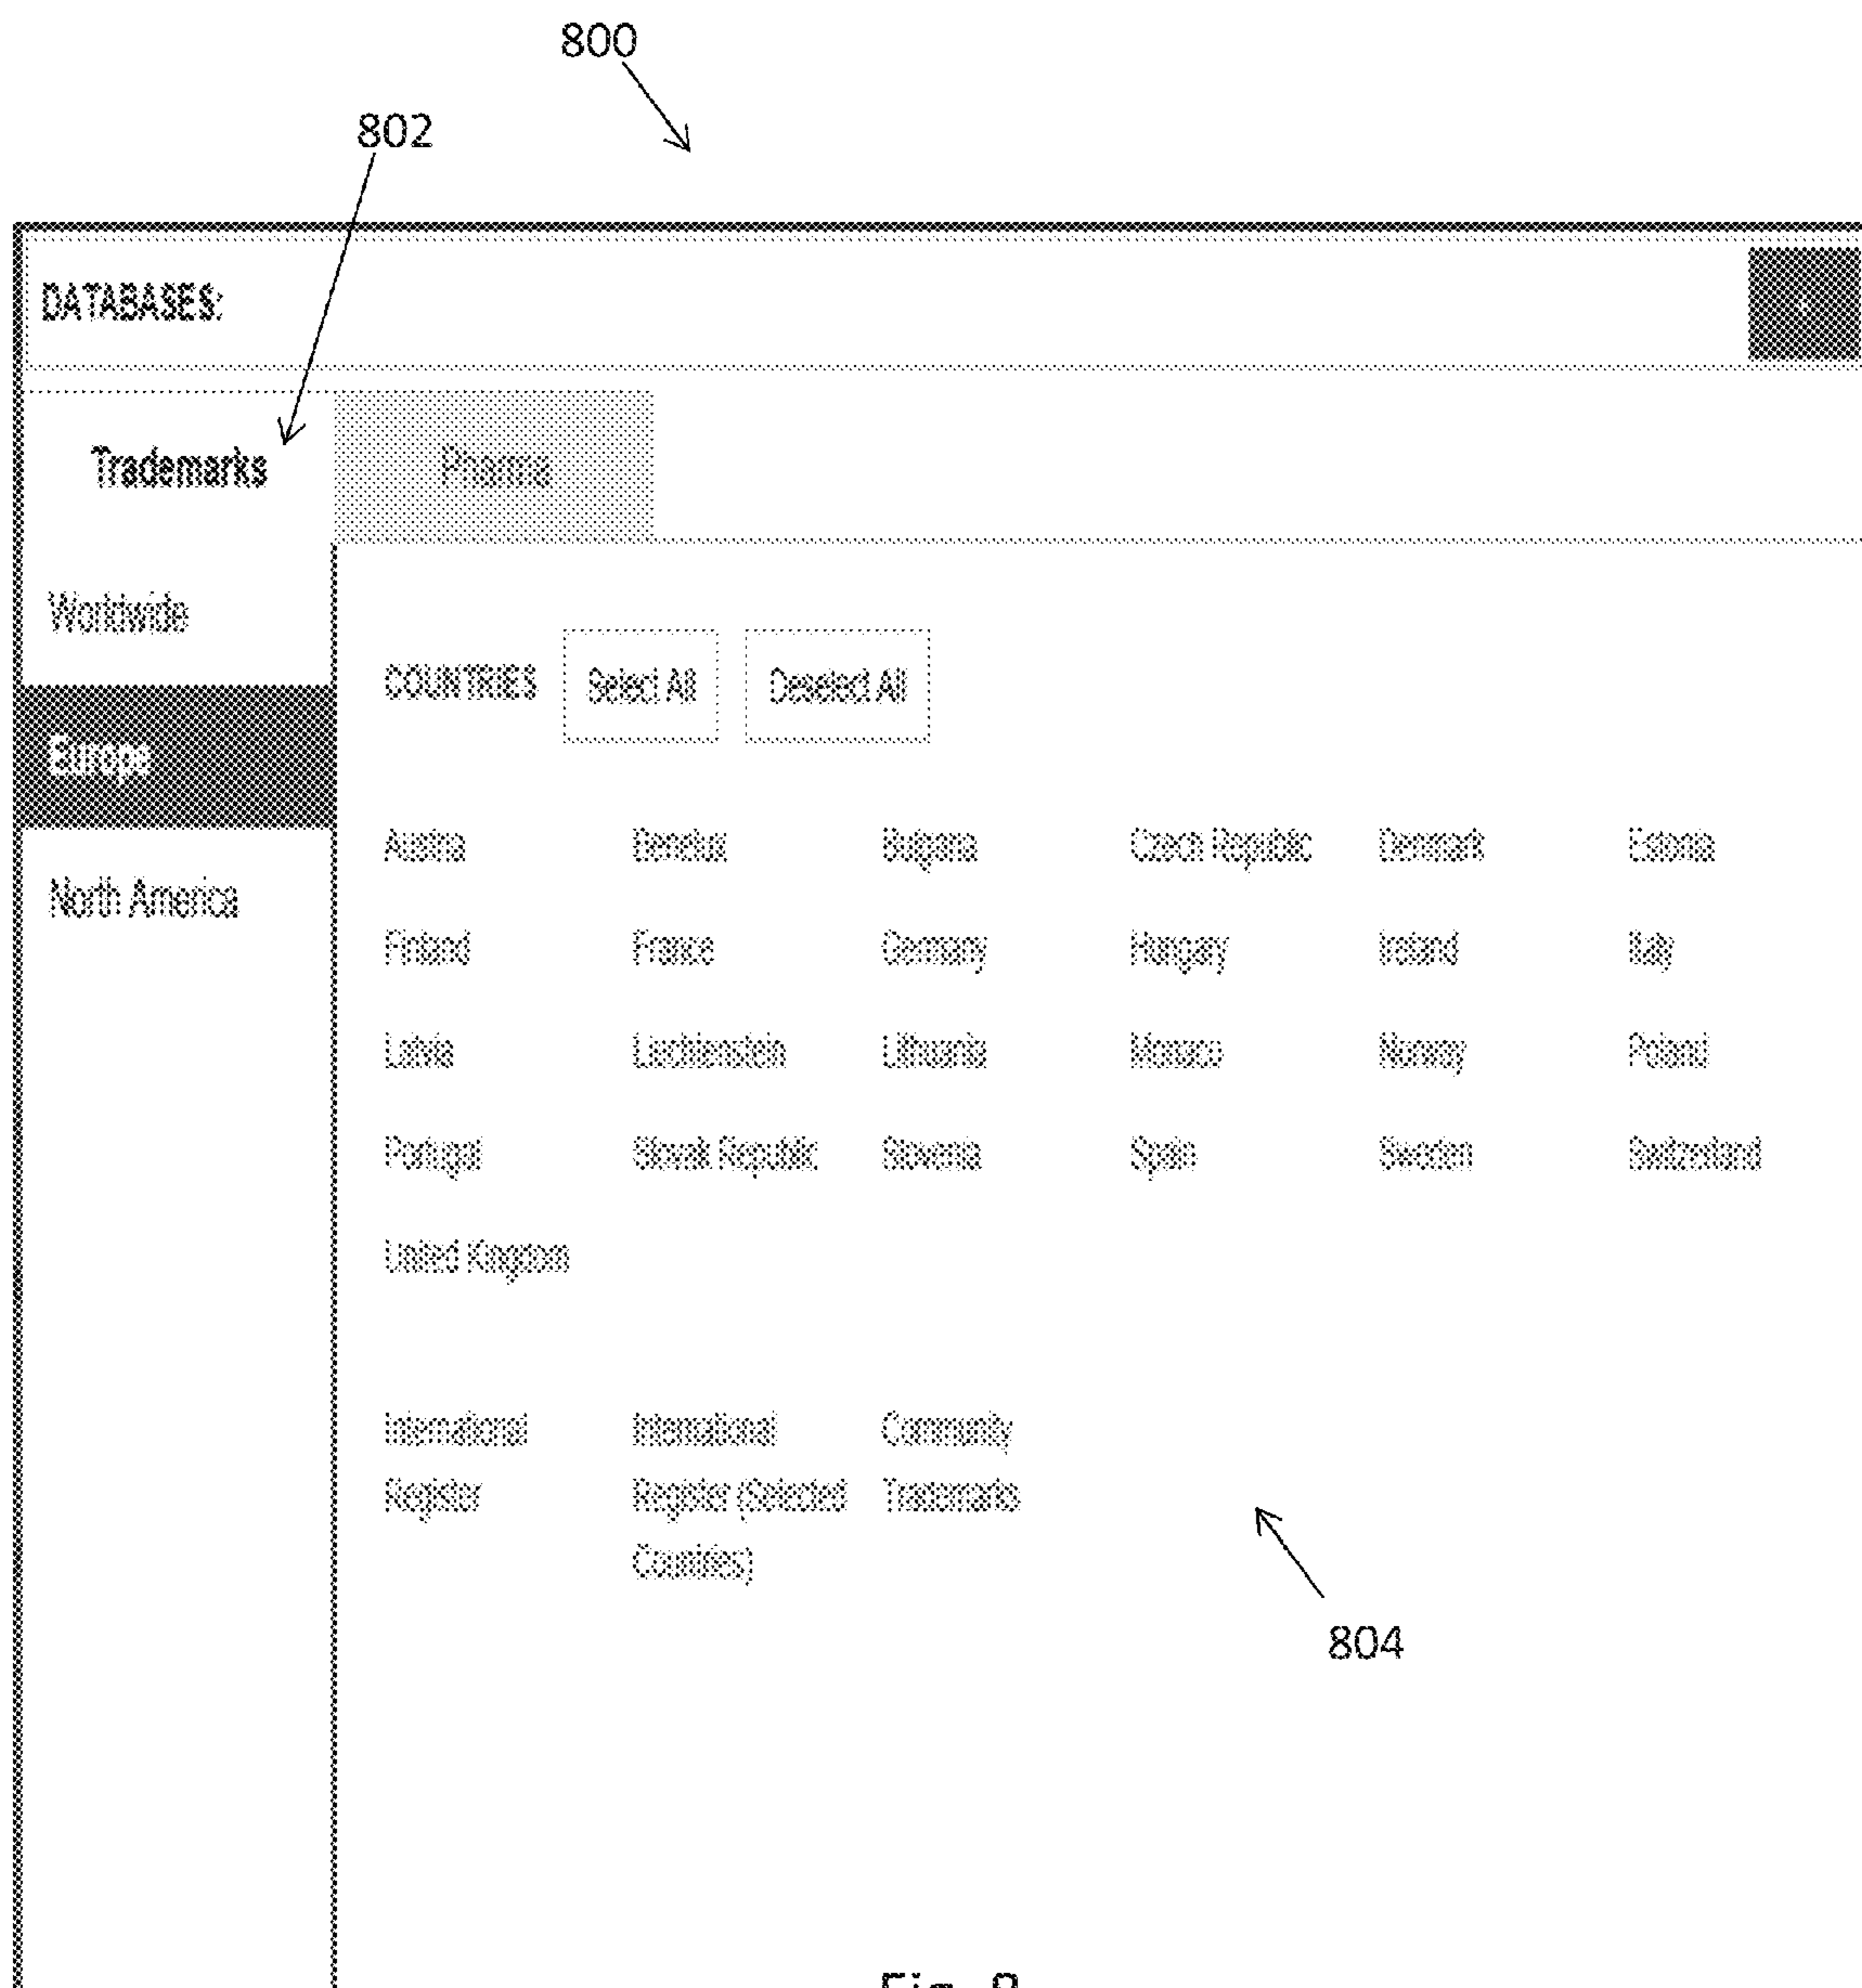 800
802
DATABASES:
Trademarks Pharma
Worldwide
COUNTRIES Select All Deselect All
Europe
Austria Benelux Bulgaria Czech Republic Denmark Estonia
North America
Finland France Germany Hungary Ireland Italy
Latvia Liechtenstein Lithuania Monaco Norway Poland
Portugal Slovak Republic Slovenia Spain Sweden Switzerland
United Kingdom
International International Community
Register Register (Selected Trademarks
Countries)
804
Fig. 8